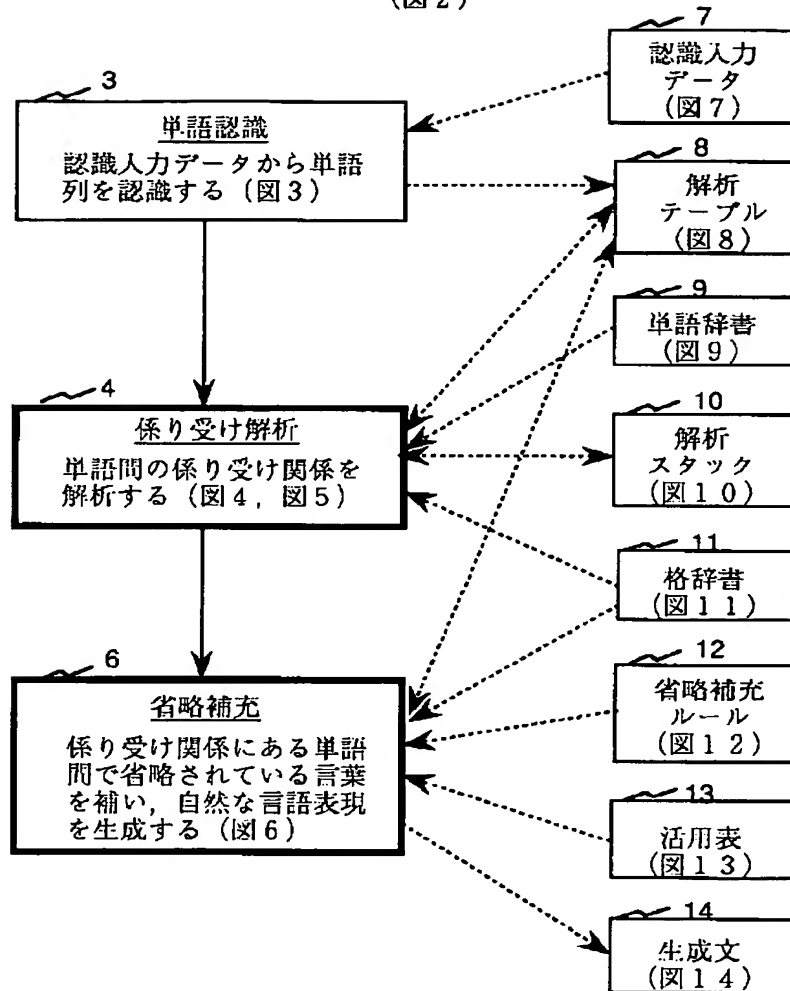 (図2)
3
単語認識
認識入力データから単語
列を認識する (図3)
4
係り受け解析
単語間の係り受け関係を
解析する (図4, 図5)
6
省略補充
係り受け関係にある単語
間で省略されている言葉
を補い, 自然な言語表現
を生成する (図6)
7
認識入力
データ
(図7)
8
解析
テーブル
(図8)
9
単語辞書
(図9)
10
解析
スタック
(図10)
11
格辞書
(図11)
12
省略補充
ルール
(図12)
13
活用表
(図13)
14
生成文
(図14)